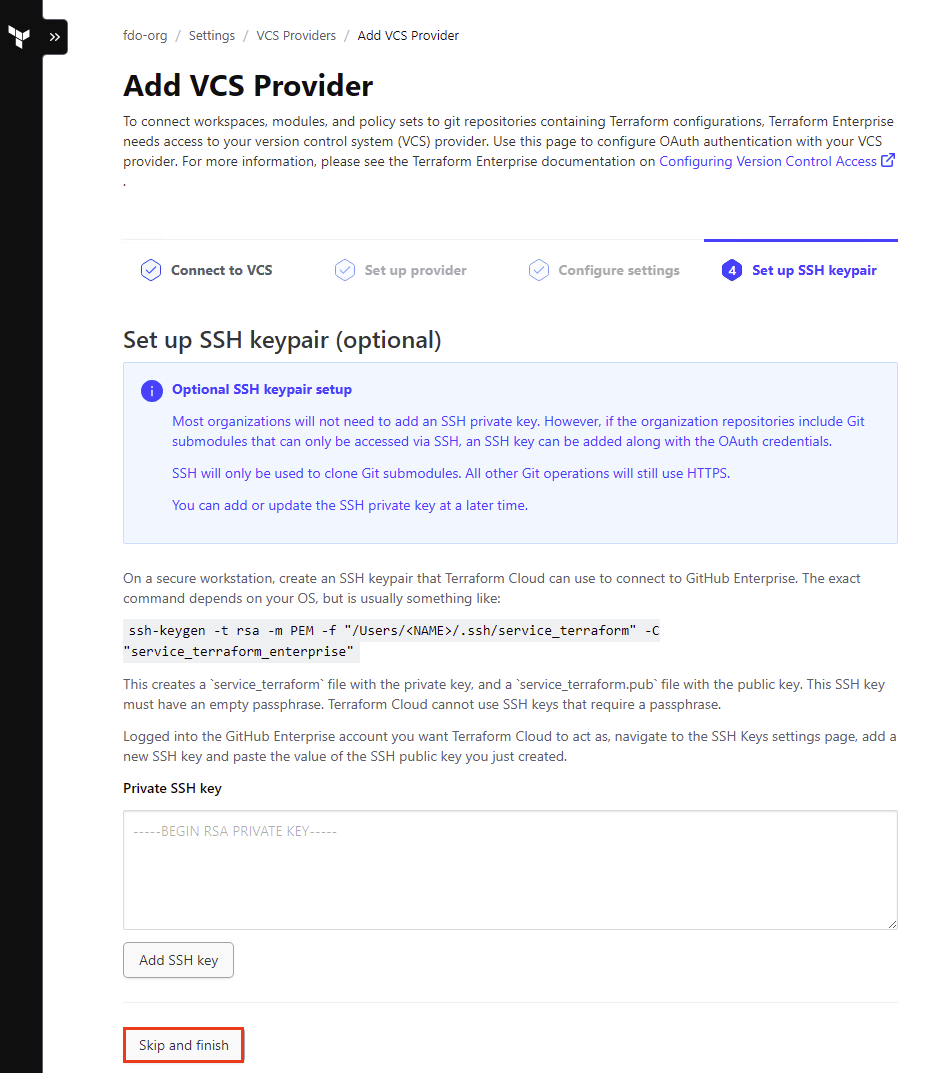 fdo-org / Settings / VCS Providers / Add VCS Provider
Add VCS Provider
To connect workspaces, modules, and policy sets to git repositories containing Terraform configurations, Terraform Enterprise
needs access to your version control system (VCS) provider. Use this page to configure OAuth authentication with your VCS
provider. For more information, please see the Terraform Enterprise documentation on Configuring Version Control Access
.
Connect to VCS
Set up provider
Configure settings
4 Set up SSH keypair
Set up SSH keypair (optional)
Optional SSH keypair setup
Most organizations will not need to add an SSH private key. However, if the organization repositories include Git
submodules that can only be accessed via SSH, an SSH key can be added along with the OAuth credentials.
SSH will only be used to clone Git submodules. All other Git operations will still use HTTPS.
You can add or update the SSH private key at a later time.
On a secure workstation, create an SSH keypair that Terraform Cloud can use to connect to GitHub Enterprise. The exact
command depends on your OS, but is usually something like:
ssh-keygen -t rsa -m PEM -f "/Users/<NAME>/.ssh/service_terraform" -C
"service_terraform_enterprise"
This creates a `service_terraform` file with the private key, and a `service_terraform.pub` file with the public key. This SSH key
must have an empty passphrase. Terraform Cloud cannot use SSH keys that require a passphrase.
Logged into the GitHub Enterprise account you want Terraform Cloud to act as, navigate to the SSH Keys settings page, add a
new SSH key and paste the value of the SSH public key you just created.
Private SSH key
-----BEGIN RSA PRIVATE KEY-----
Add SSH key
Skip and finish